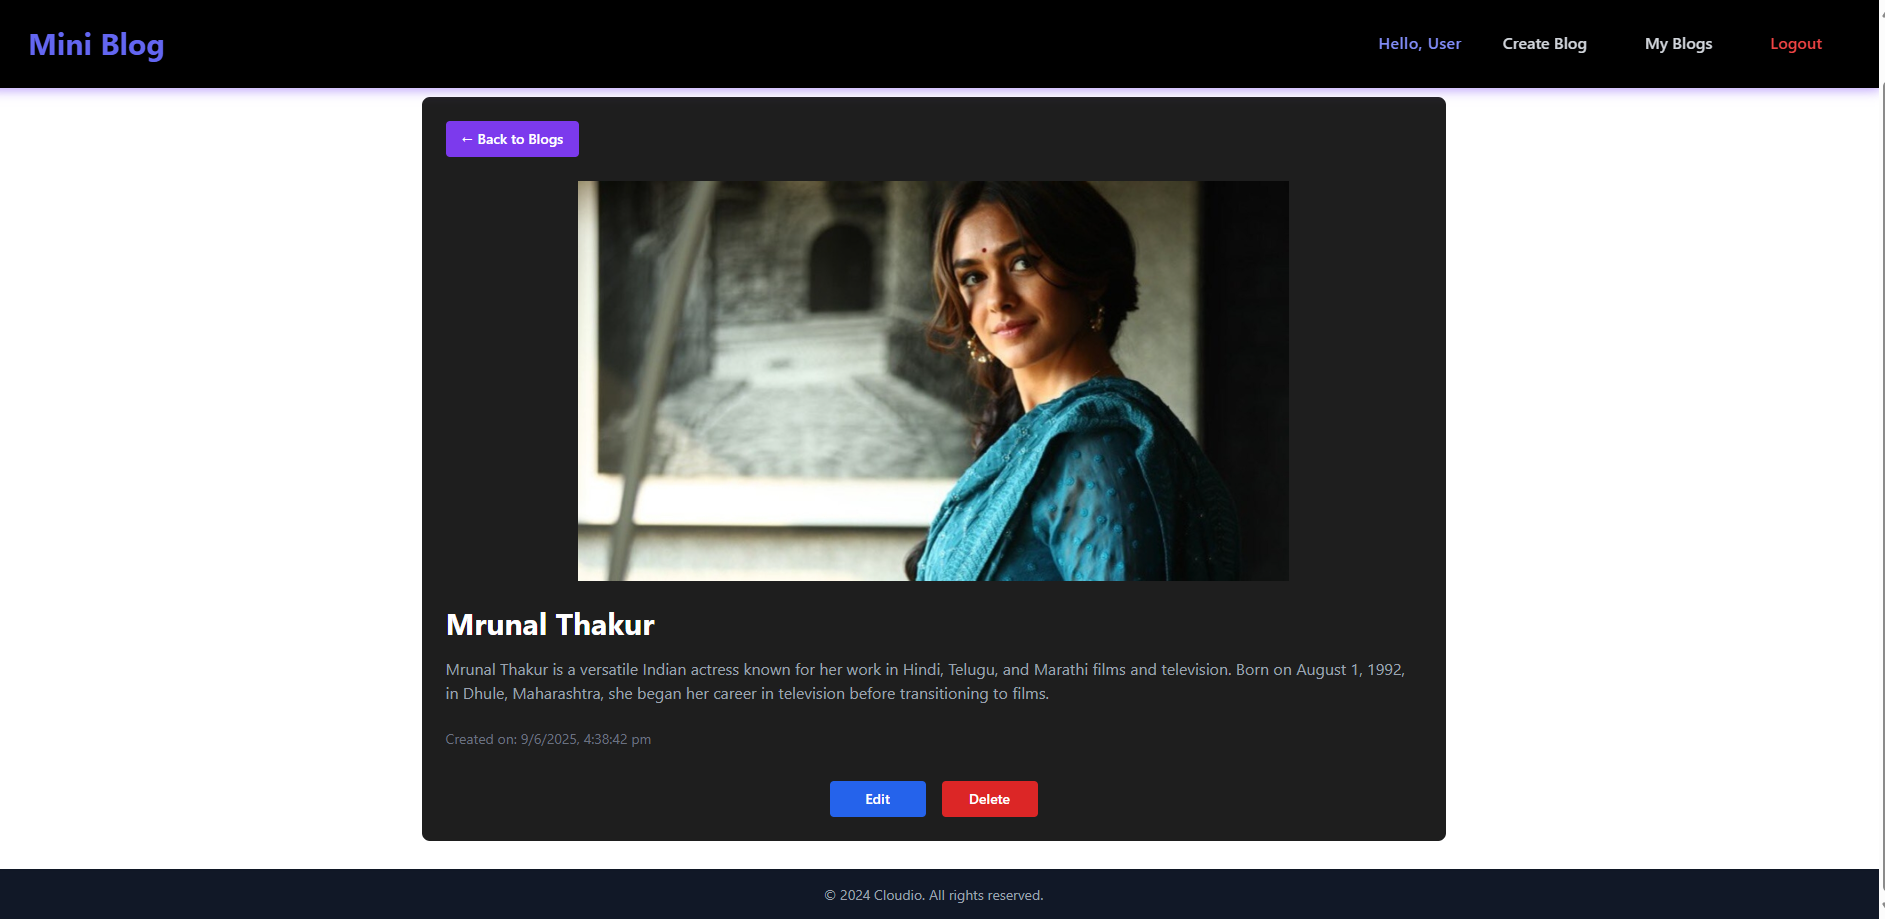 Mini Blog
Hello, User
Create Blog
My Blogs
Logout
← Back to Blogs
Mrunal Thakur
Mrunal Thakur is a versatile Indian actress known for her work in Hindi, Telugu, and Marathi films and television. Born on August 1, 1992,
in Dhule, Maharashtra, she began her career in television before transitioning to films.
Created on: 9/6/2025, 4:38:42 pm
Edit
Delete
© 2024 Cloudio. All rights reserved.